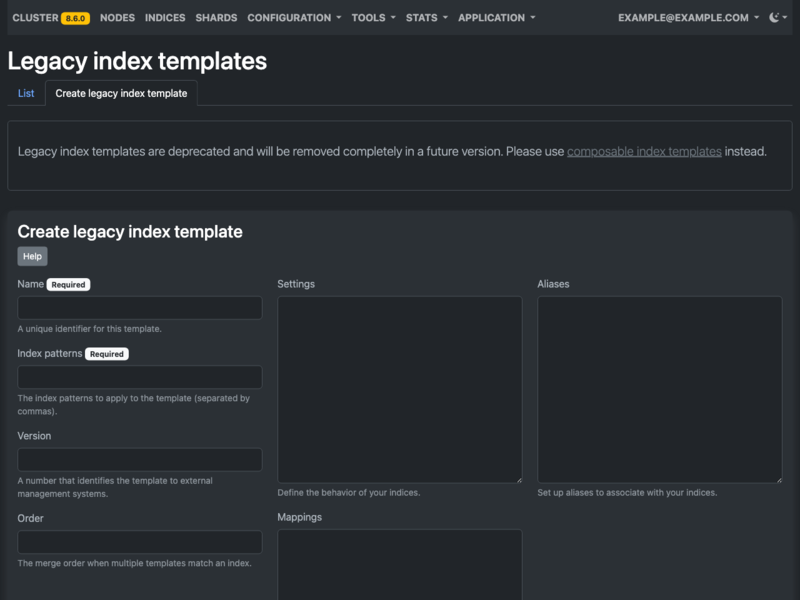 CLUSTER 8.6.0 NODES INDICES SHARDS CONFIGURATION TOOLS STATS APPLICATION EXAMPLE@EXAMPLE.COM
Legacy index templates
List Create legacy index template
Legacy index templates are deprecated and will be removed completely in a future version. Please use composable index templates instead.
Create legacy index template
Help
Name Required
A unique identifier for this template.
Index patterns Required
The index patterns to apply to the template (separated by
commas).
Version
A number that identifies the template to external
management systems.
Order
The merge order when multiple templates match an index.
Settings
Define the behavior of your indices.
Mappings
Aliases
Set up aliases to associate with your indices.